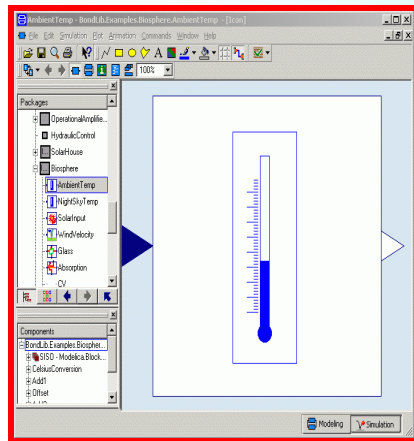 AmbientTemp - BondLib.Examples.Biosphere.AmbientTemp - [Icon]
File Edit Simulation Plot Animation Commands Window Help
100%
Packages
OperationalAmplifie...
HydraulicControl
SolarHouse
Biosphere
AmbientTemp
NightSkyTemp
SolarInput
WindVelocity
Glass
Absorption
CV
Components
BondLib.Examples.Biospher...
SISO - Modelica.Block...
CelsiusConversion
Add1
Offset
Modeling Simulation